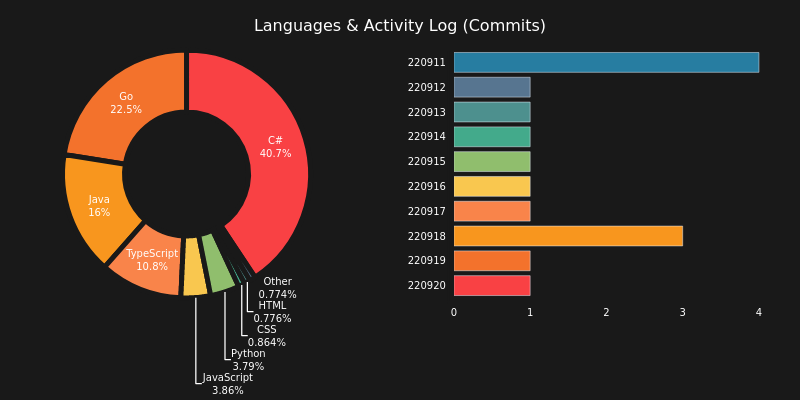 Languages & Activity Log (Commits)
C#
40.7%
Go
22.5%
Java
16%
TypeScript
10.8%
Other
0.774%
HTML
0.776%
CSS
0.864%
Python
3.79%
JavaScript
3.86%
220911
220912
220913
220914
220915
220916
220917
220918
220919
220920
0 1 2 3 4